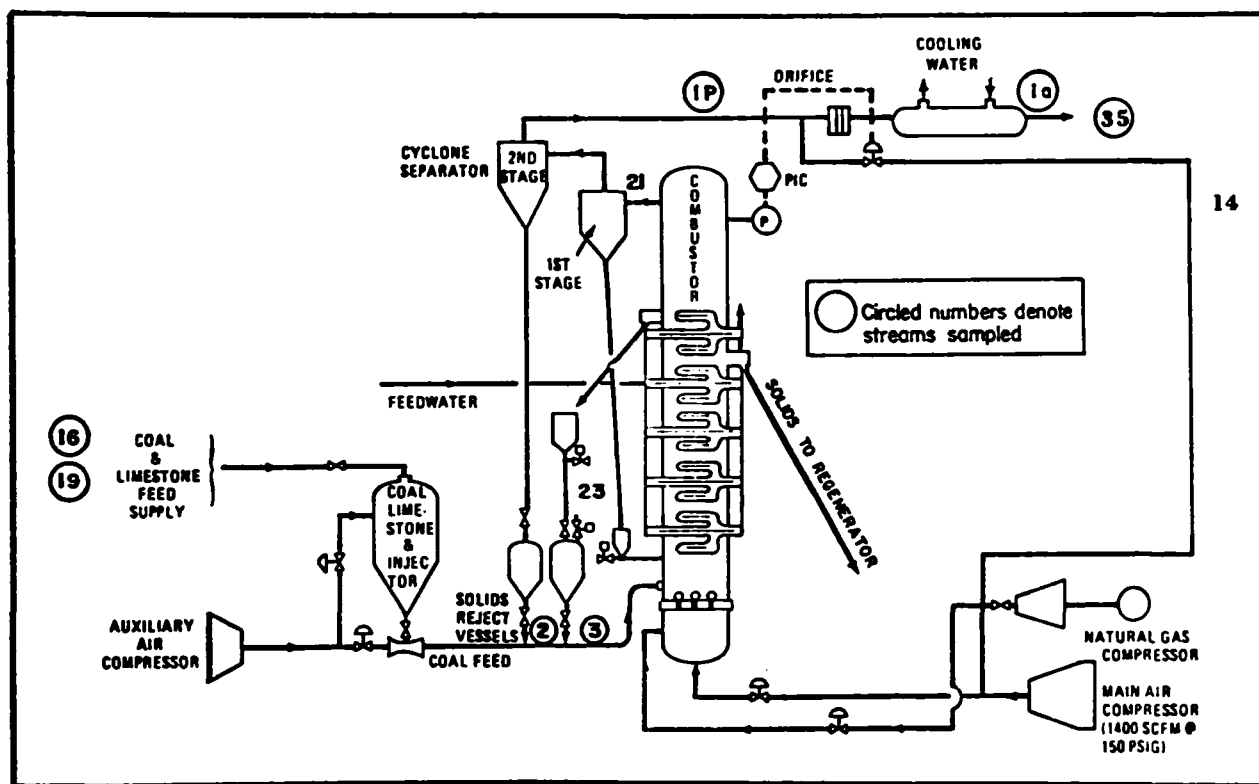 COOLING
WATER
ORIFICE
1P
1a
35
CYCLONE
SEPARATOR
2ND
STAGE
21
PIC
P
14
1ST
STAGE
COMBUSTOR
Circled numbers denote
streams sampled
FEEDWATER
SOLIDS TO REGENERATOR
16
19
COAL
&
LIMESTONE
FEED
SUPPLY
COAL
LIME-
STONE
&
INJEC
TOR
23
SOLIDS
REJECT
VESSELS
2
3
AUXILIARY
AIR
COMPRESSOR
COAL FEED
NATURAL GAS
COMPRESSOR
MAIN AIR
COMPRESSOR
(1400 SCFM @
150 PSIG)